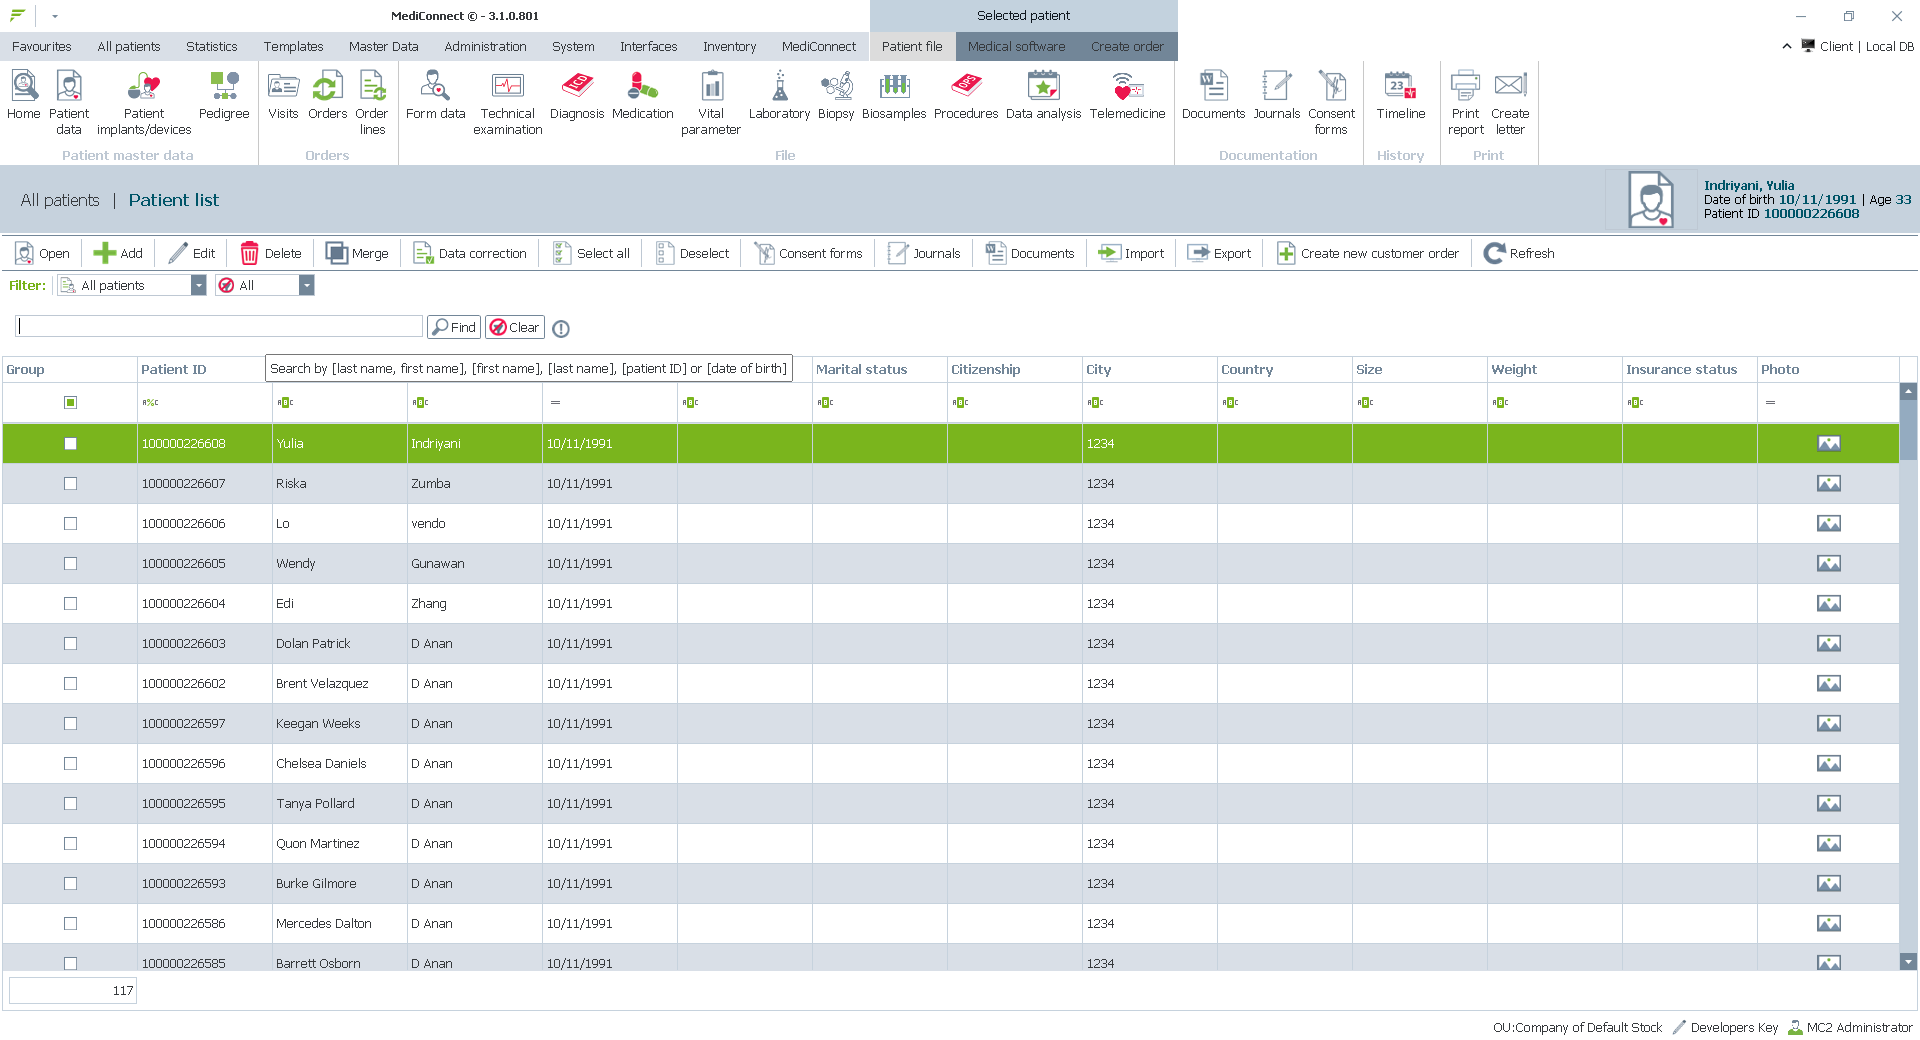 MediConnect © - 3.1.0.801
Selected patient
Favourites All patients Statistics Templates Master Data Administration System Interfaces Inventory MediConnect Patient file Medical software Create order Client | Local DB
Home Patient data Patient implants/devices Pedigree Visits Orders Order lines Form data Technical examination Diagnosis Medication Vital parameter Laboratory Biopsy Biosamples Procedures Data analysis Telemedicine Documents Journals Consent forms Timeline Print report Create letter
Patient master data Orders File Documentation History Print
All patients | Patient list
Indriyani, Yulia
Date of birth 10/11/1991 | Age 33
Patient ID 100000226608
Open Add Edit Delete Merge Data correction Select all Deselect Consent forms Journals Documents Import Export Create new customer order Refresh
Filter: All patients All
Find Clear
Group Patient ID Search by [last name, first name], [first name], [last name], [patient ID] or [date of birth] Marital status Citizenship City Country Size Weight Insurance status Photo
A%C ABC ABC = ABC ABC ABC ABC ABC ABC ABC ABC =
100000226608 Yulia Indriyani 10/11/1991 1234
100000226607 Riska Zumba 10/11/1991 1234
100000226606 Lo vendo 10/11/1991 1234
100000226605 Wendy Gunawan 10/11/1991 1234
100000226604 Edi Zhang 10/11/1991 1234
100000226603 Dolan Patrick D Anan 10/11/1991 1234
100000226602 Brent Velazquez D Anan 10/11/1991 1234
100000226597 Keegan Weeks D Anan 10/11/1991 1234
100000226596 Chelsea Daniels D Anan 10/11/1991 1234
100000226595 Tanya Pollard D Anan 10/11/1991 1234
100000226594 Quon Martinez D Anan 10/11/1991 1234
100000226593 Burke Gilmore D Anan 10/11/1991 1234
100000226586 Mercedes Dalton D Anan 10/11/1991 1234
100000226585 Barrett Osborn D Anan 10/11/1991 1234
117
OU:Company of Default Stock Developers Key MC2 Administrator